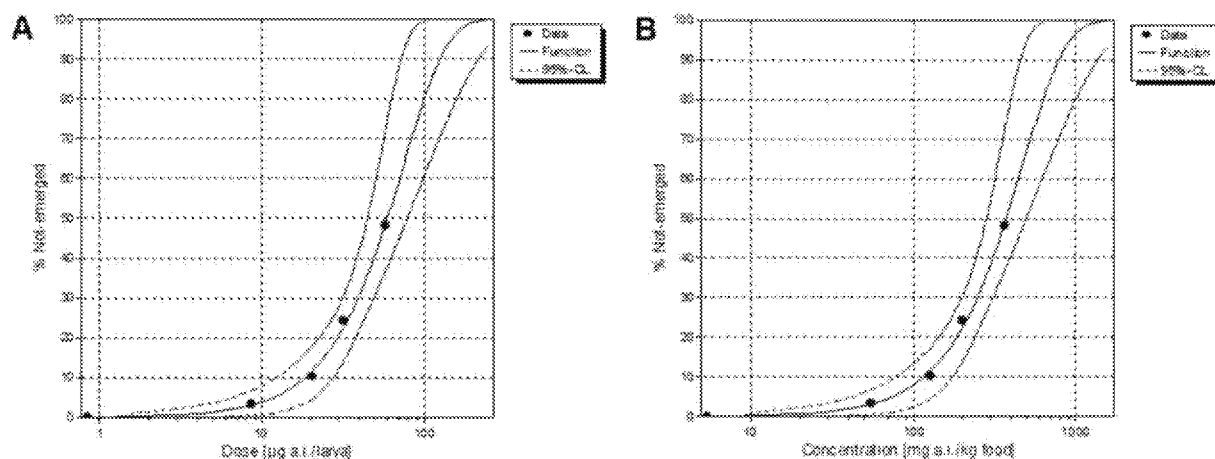 A
100
90
80
70
60
50
40
30
20
10
0
% Not-emerged
1
10
100
Dose [µg a.i./larva]
Data
Function
95%-CL
B
100
90
80
70
60
50
40
30
20
10
0
% Not-emerged
10
100
1000
Concentration [mg a.i./kg food]
Data
Function
95%-CL